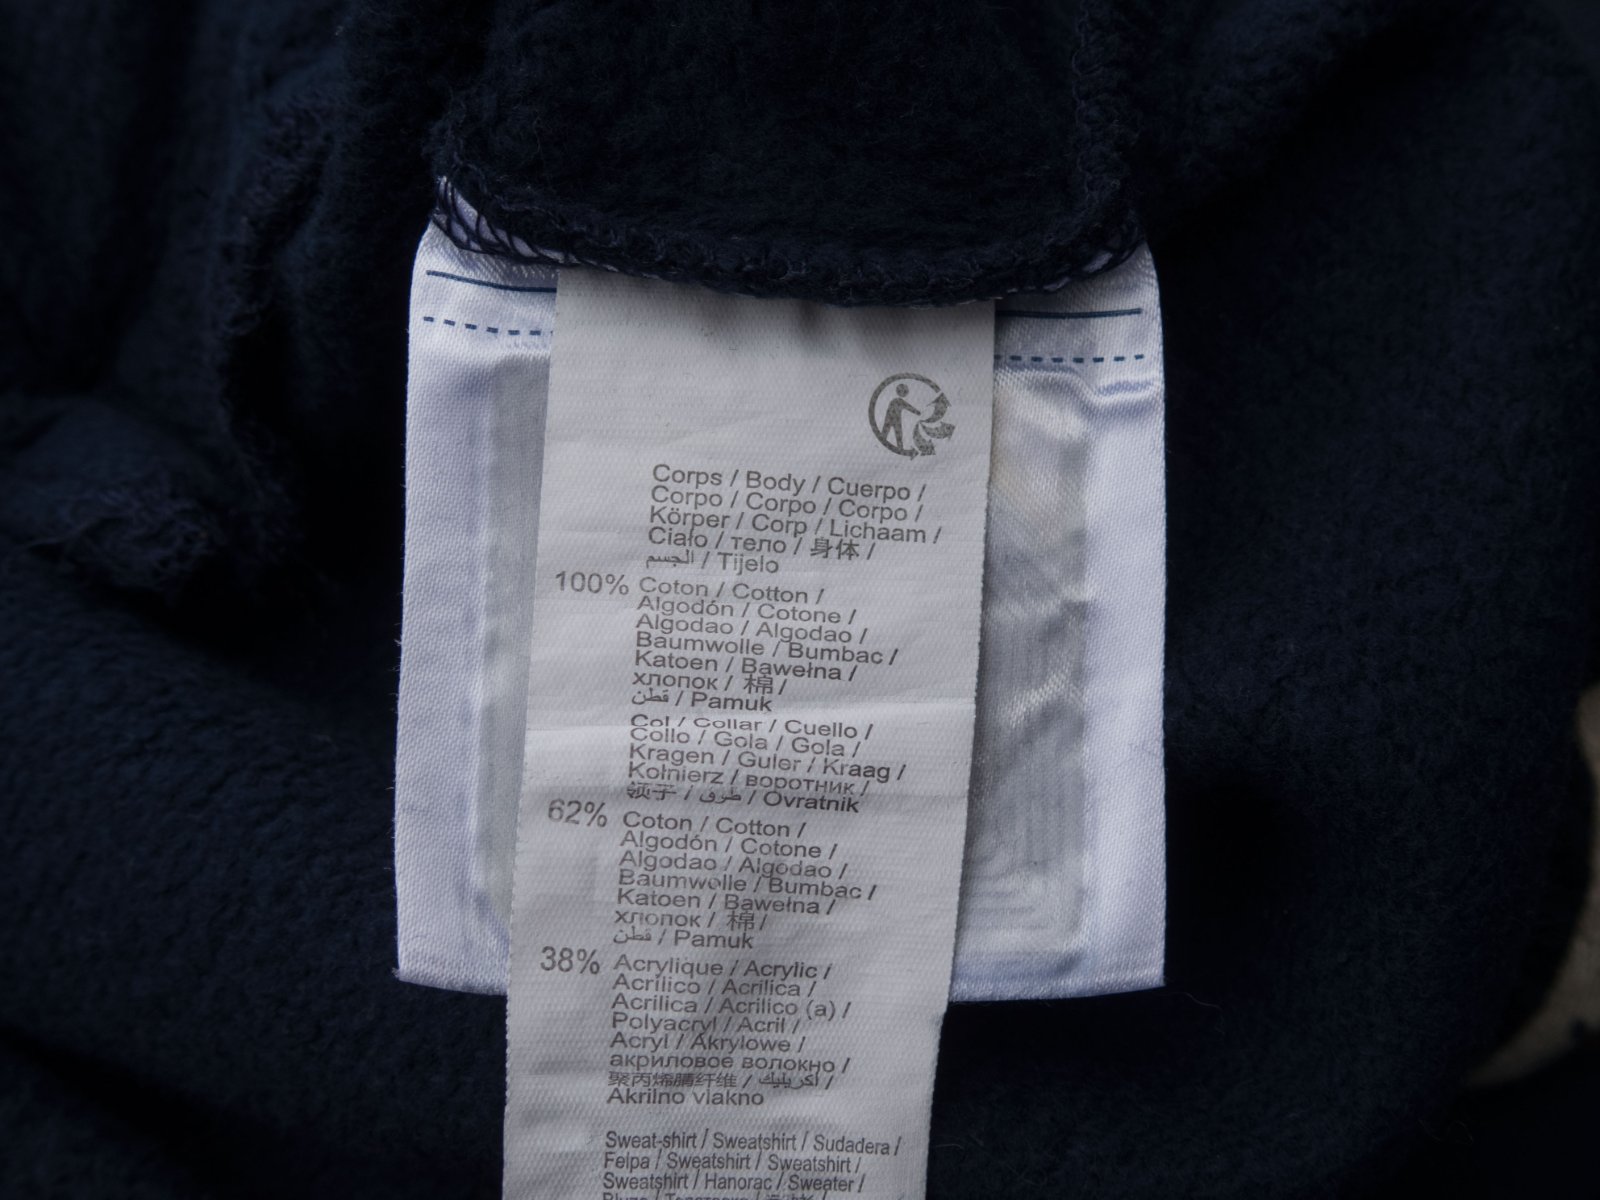 Corps / Body / Cuerpo /
Corpo / Corpo / Corpo /
Körper / Corp / Lichaam /
Ciało / тело / 身体 /
الجسم / Tijelo
100% Coton / Cotton /
Algodón / Cotone /
Algodao / Algodao /
Baumwolle / Bumbac /
Katoen / Bawełna /
хлопок / 棉 /
قطن / Pamuk
Col / Collar / Cuello /
Collo / Gola / Gola /
Kragen / Guler / Kraag /
Kołnierz / воротник /
领子 / طوق / Ovratnik
62% Coton / Cotton /
Algodón / Cotone /
Algodao / Algodao /
Baumwolle / Bumbac /
Katoen / Bawełna /
хлопок / 棉 /
قطن / Pamuk
38% Acrylique / Acrylic /
Acrílico / Acrilica /
Acrilica / Acrilico (a) /
Polyacryl / Acril /
Acryl / Akrylowe /
акриловое волокно /
聚丙烯腈纤维 / اكريليك /
Akrilno vlakno
Sweat-shirt / Sweatshirt / Sudadera /
Felpa / Sweatshirt / Sweatshirt /
Sweatshirt / Hanorac / Sweater /